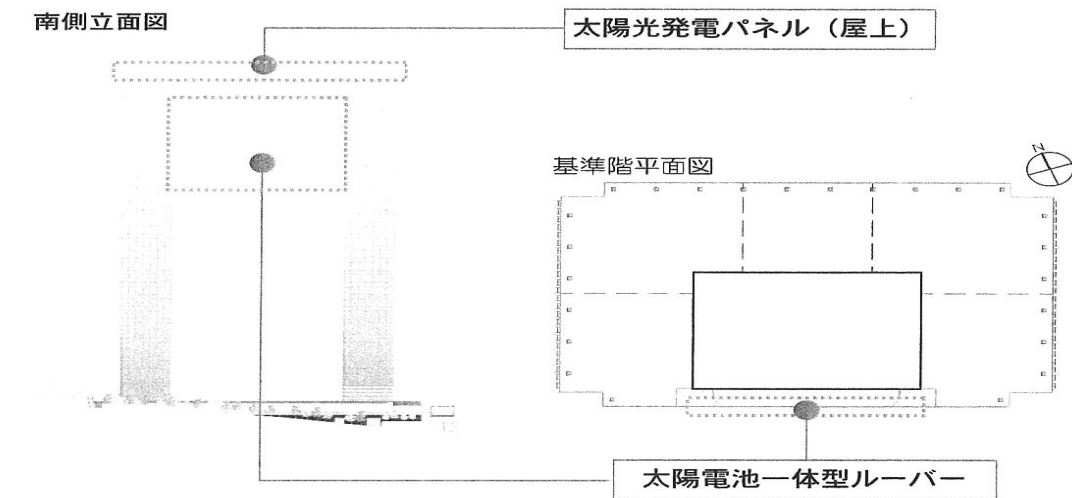 南側立面図
太陽光発電パネル（屋上）
基準階平面図
N
太陽電池一体型ルーバー